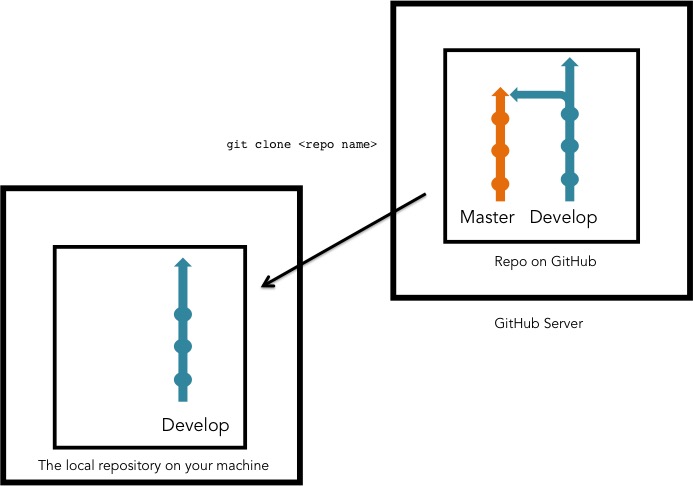 git clone <repo name>
Master Develop
Repo on GitHub
GitHub Server
Develop
The local repository on your machine